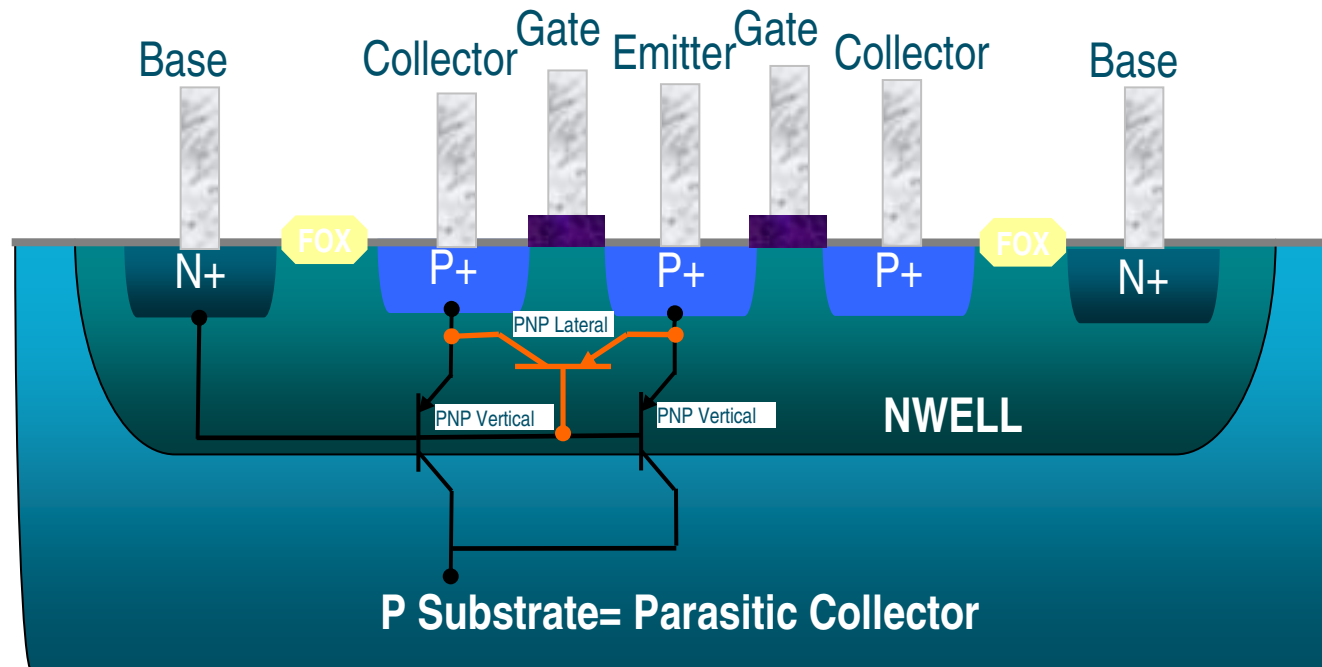 Base
Collector
Gate
Emitter
Gate
Collector
Base
FOX
FOX
N+
P+
P+
P+
N+
PNP Lateral
PNP Vertical
PNP Vertical
NWELL
P Substrate= Parasitic Collector